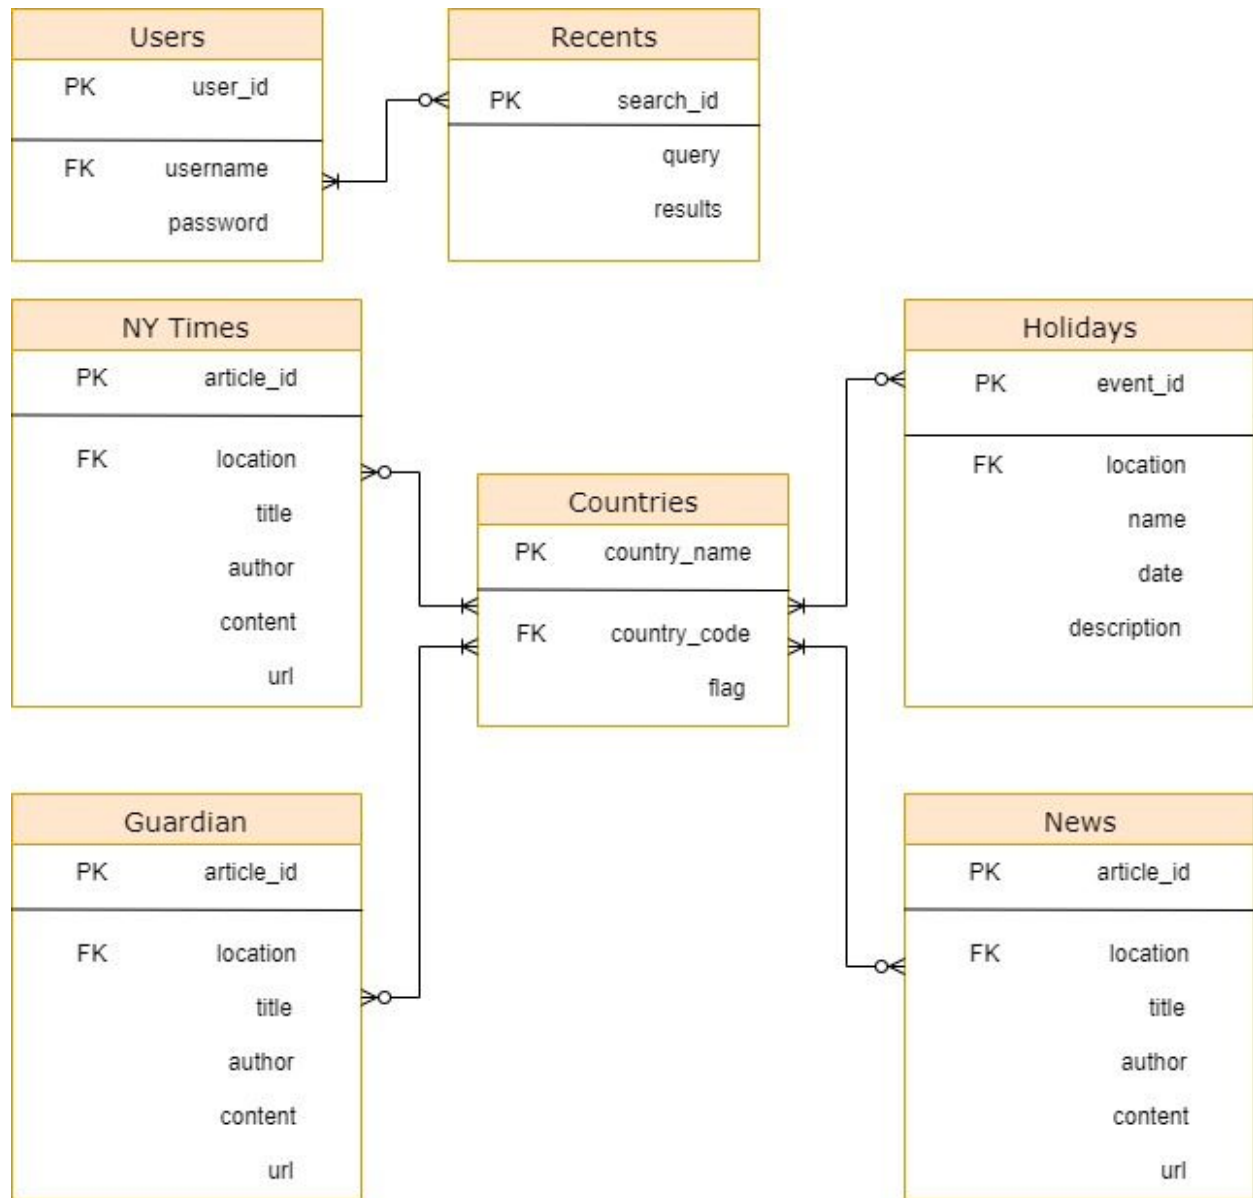 Users
PK user_id
FK username
password
Recents
PK search_id
query
results
NY Times
PK article_id
FK location
title
author
content
url
Holidays
PK event_id
FK location
name
date
description
Countries
PK country_name
FK country_code
flag
Guardian
PK article_id
FK location
title
author
content
url
News
PK article_id
FK location
title
author
content
url